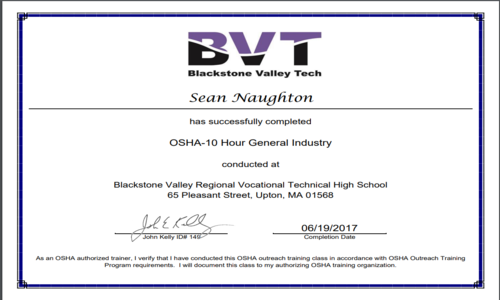 BVT
Blackstone Valley Tech
Sean Naughton
has successfully completed
OSHA-10 Hour General Industry
conducted at
Blackstone Valley Regional Vocational Technical High School
65 Pleasant Street, Upton, MA 01568
John E. Kelly
06/19/2017
John Kelly ID# 149
Completion Date
As an OSHA authorized trainer, I verify that I have conducted this OSHA outreach training class in accordance with OSHA Outreach Training
Program requirements. I will document this class to my authorizing OSHA training organization.